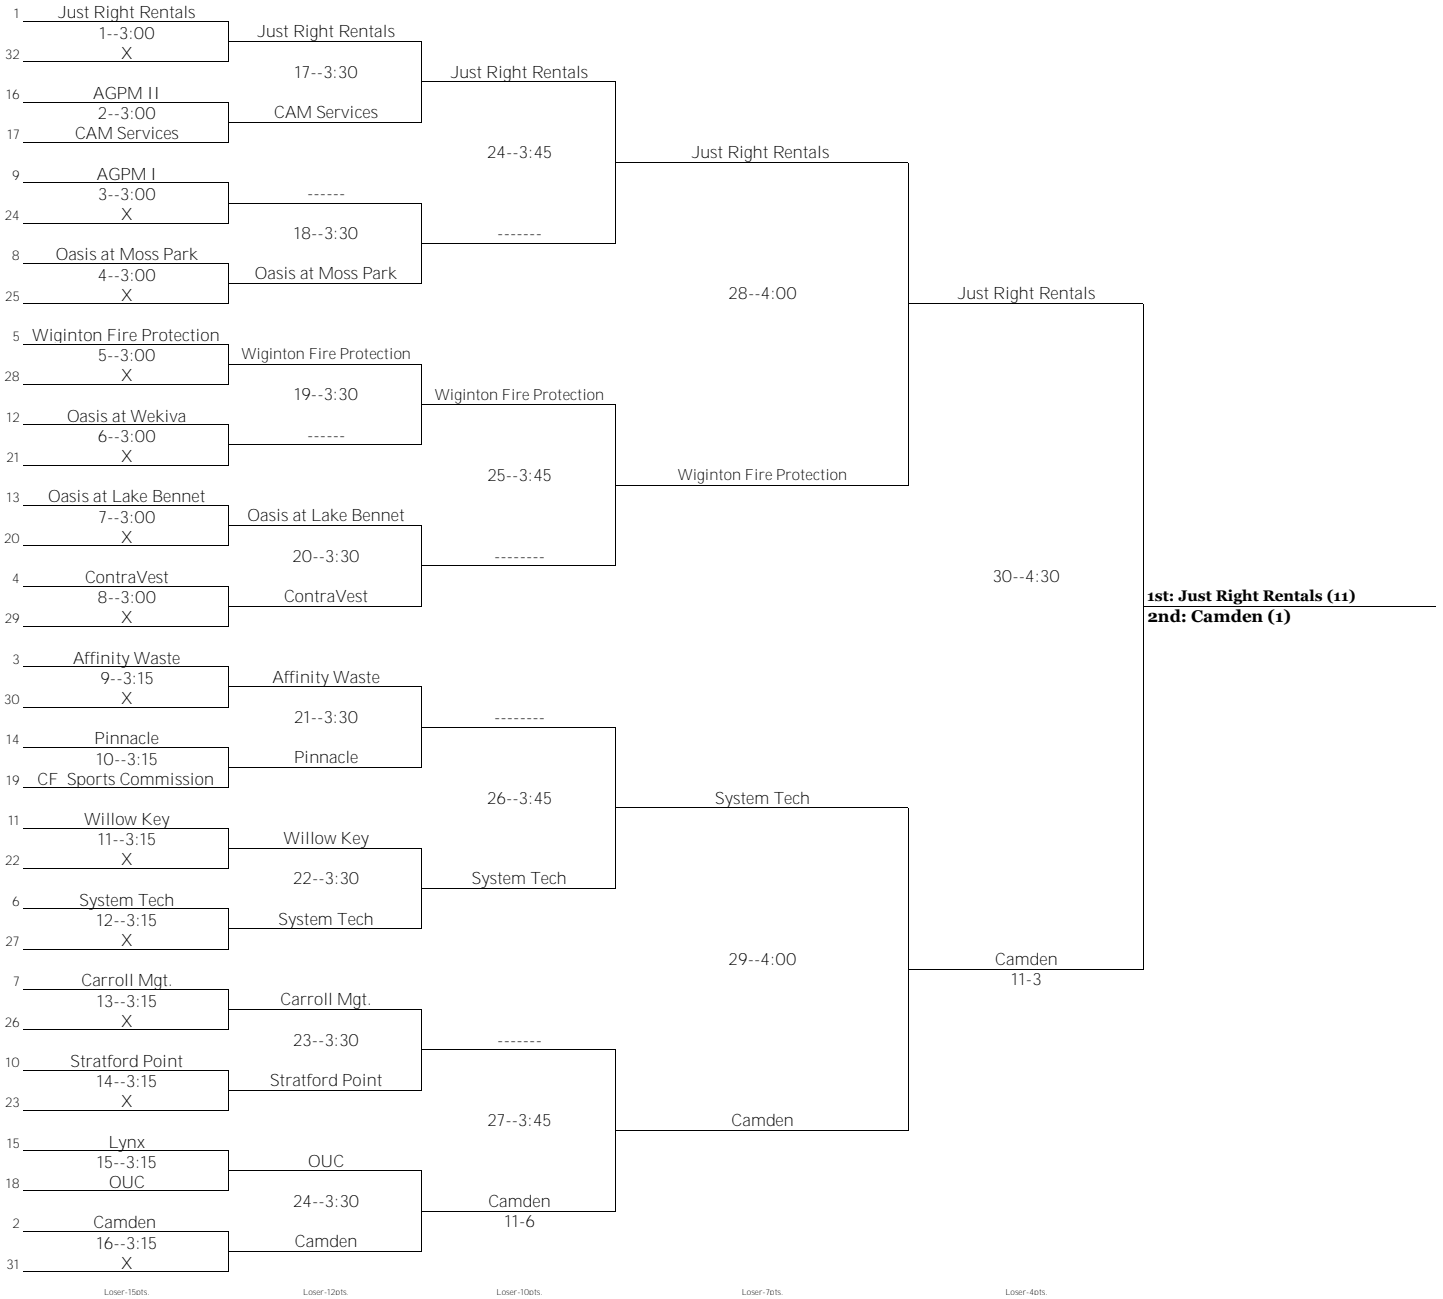 1 Just Right Rentals
1--3:00
32 X
16 AGPM II
2--3:00
17 CAM Services
9 AGPM I
3--3:00
24 X
8 Oasis at Moss Park
4--3:00
25 X
5 Wiginton Fire Protection
5--3:00
28 X
12 Oasis at Wekiva
6--3:00
21 X
13 Oasis at Lake Bennet
7--3:00
20 X
4 ContraVest
8--3:00
29 X
3 Affinity Waste
9--3:15
30 X
14 Pinnacle
10--3:15
19 CF Sports Commission
11 Willow Key
11--3:15
22 X
6 System Tech
12--3:15
27 X
7 Carroll Mgt.
13--3:15
26 X
10 Stratford Point
14--3:15
23 X
15 Lynx
15--3:15
18 OUC
2 Camden
16--3:15
31 X
Loser-15pts.
Just Right Rentals
17--3:30
CAM Services
------
18--3:30
Oasis at Moss Park
Wiginton Fire Protection
19--3:30
------
Oasis at Lake Bennet
20--3:30
ContraVest
Affinity Waste
21--3:30
Pinnacle
Willow Key
22--3:30
System Tech
Carroll Mgt.
23--3:30
Stratford Point
OUC
24--3:30
Camden
Loser-12pts.
Just Right Rentals
24--3:45
-------
Wiginton Fire Protection
25--3:45
--------
--------
26--3:45
System Tech
-------
27--3:45
Camden
11-6
Loser-10pts.
Just Right Rentals
28--4:00
Wiginton Fire Protection
System Tech
29--4:00
Camden
Loser-7pts.
Just Right Rentals
30--4:30
Camden
11-3
Loser-4pts.
1st: Just Right Rentals (11)
2nd: Camden (1)